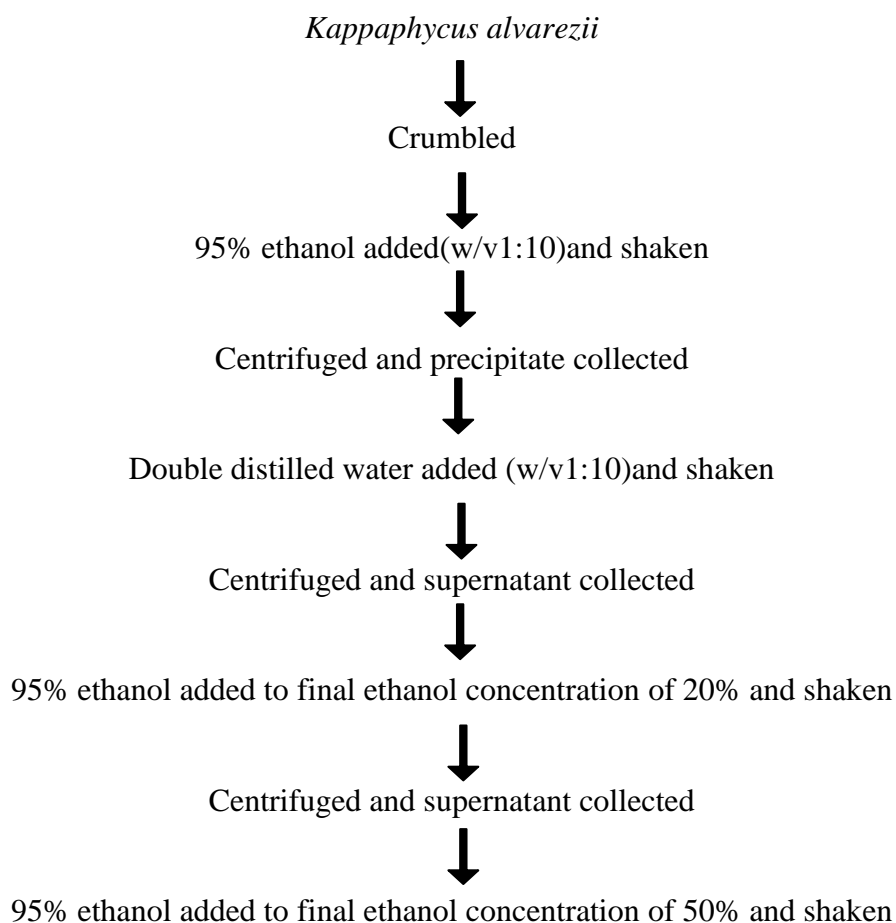 Kappaphycus alvarezii
Crumbled
95% ethanol added(w/v1:10)and shaken
Centrifuged and precipitate collected
Double distilled water added (w/v1:10)and shaken
Centrifuged and supernatant collected
95% ethanol added to final ethanol concentration of 20% and shaken
Centrifuged and supernatant collected
95% ethanol added to final ethanol concentration of 50% and shaken